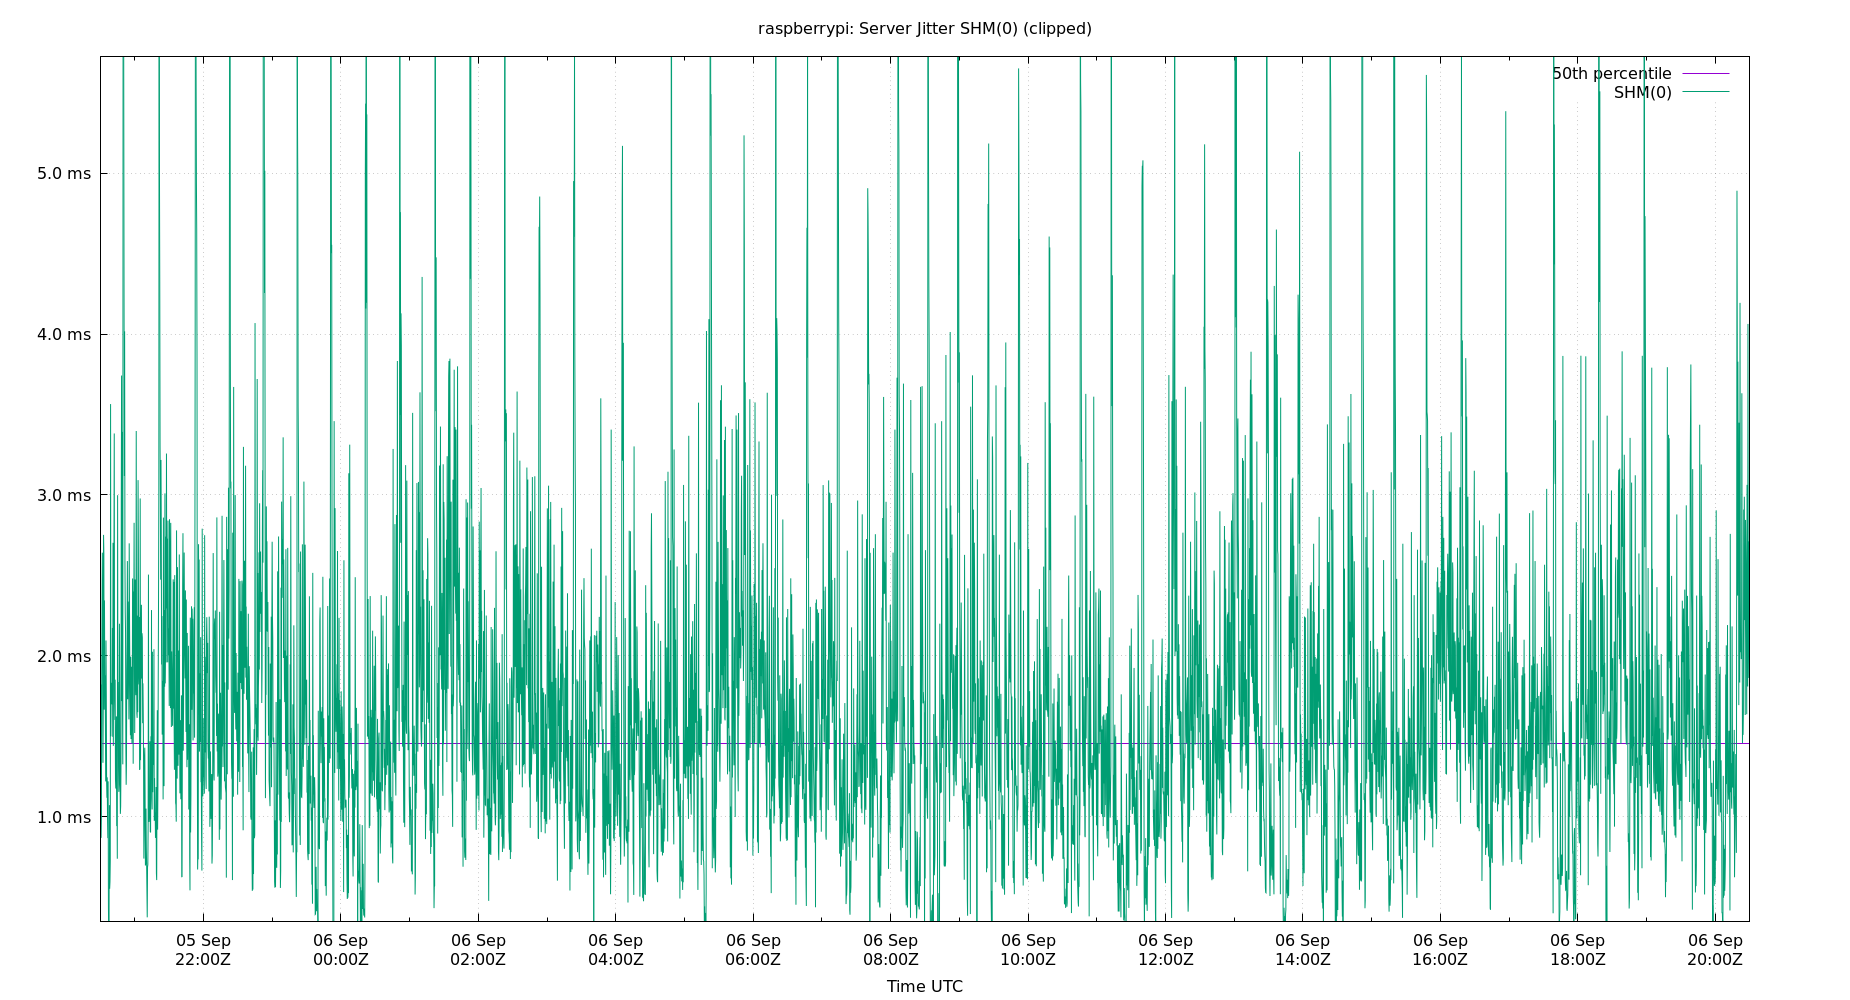 raspberrypi: Server Jitter SHM(0) (clipped)
50th percentile
SHM(0)
5.0 ms
4.0 ms
3.0 ms
2.0 ms
1.0 ms
05 Sep 06 Sep 06 Sep 06 Sep 06 Sep 06 Sep 06 Sep 06 Sep 06 Sep 06 Sep 06 Sep 06 Sep
22:00Z 00:00Z 02:00Z 04:00Z 06:00Z 08:00Z 10:00Z 12:00Z 14:00Z 16:00Z 18:00Z 20:00Z
Time UTC